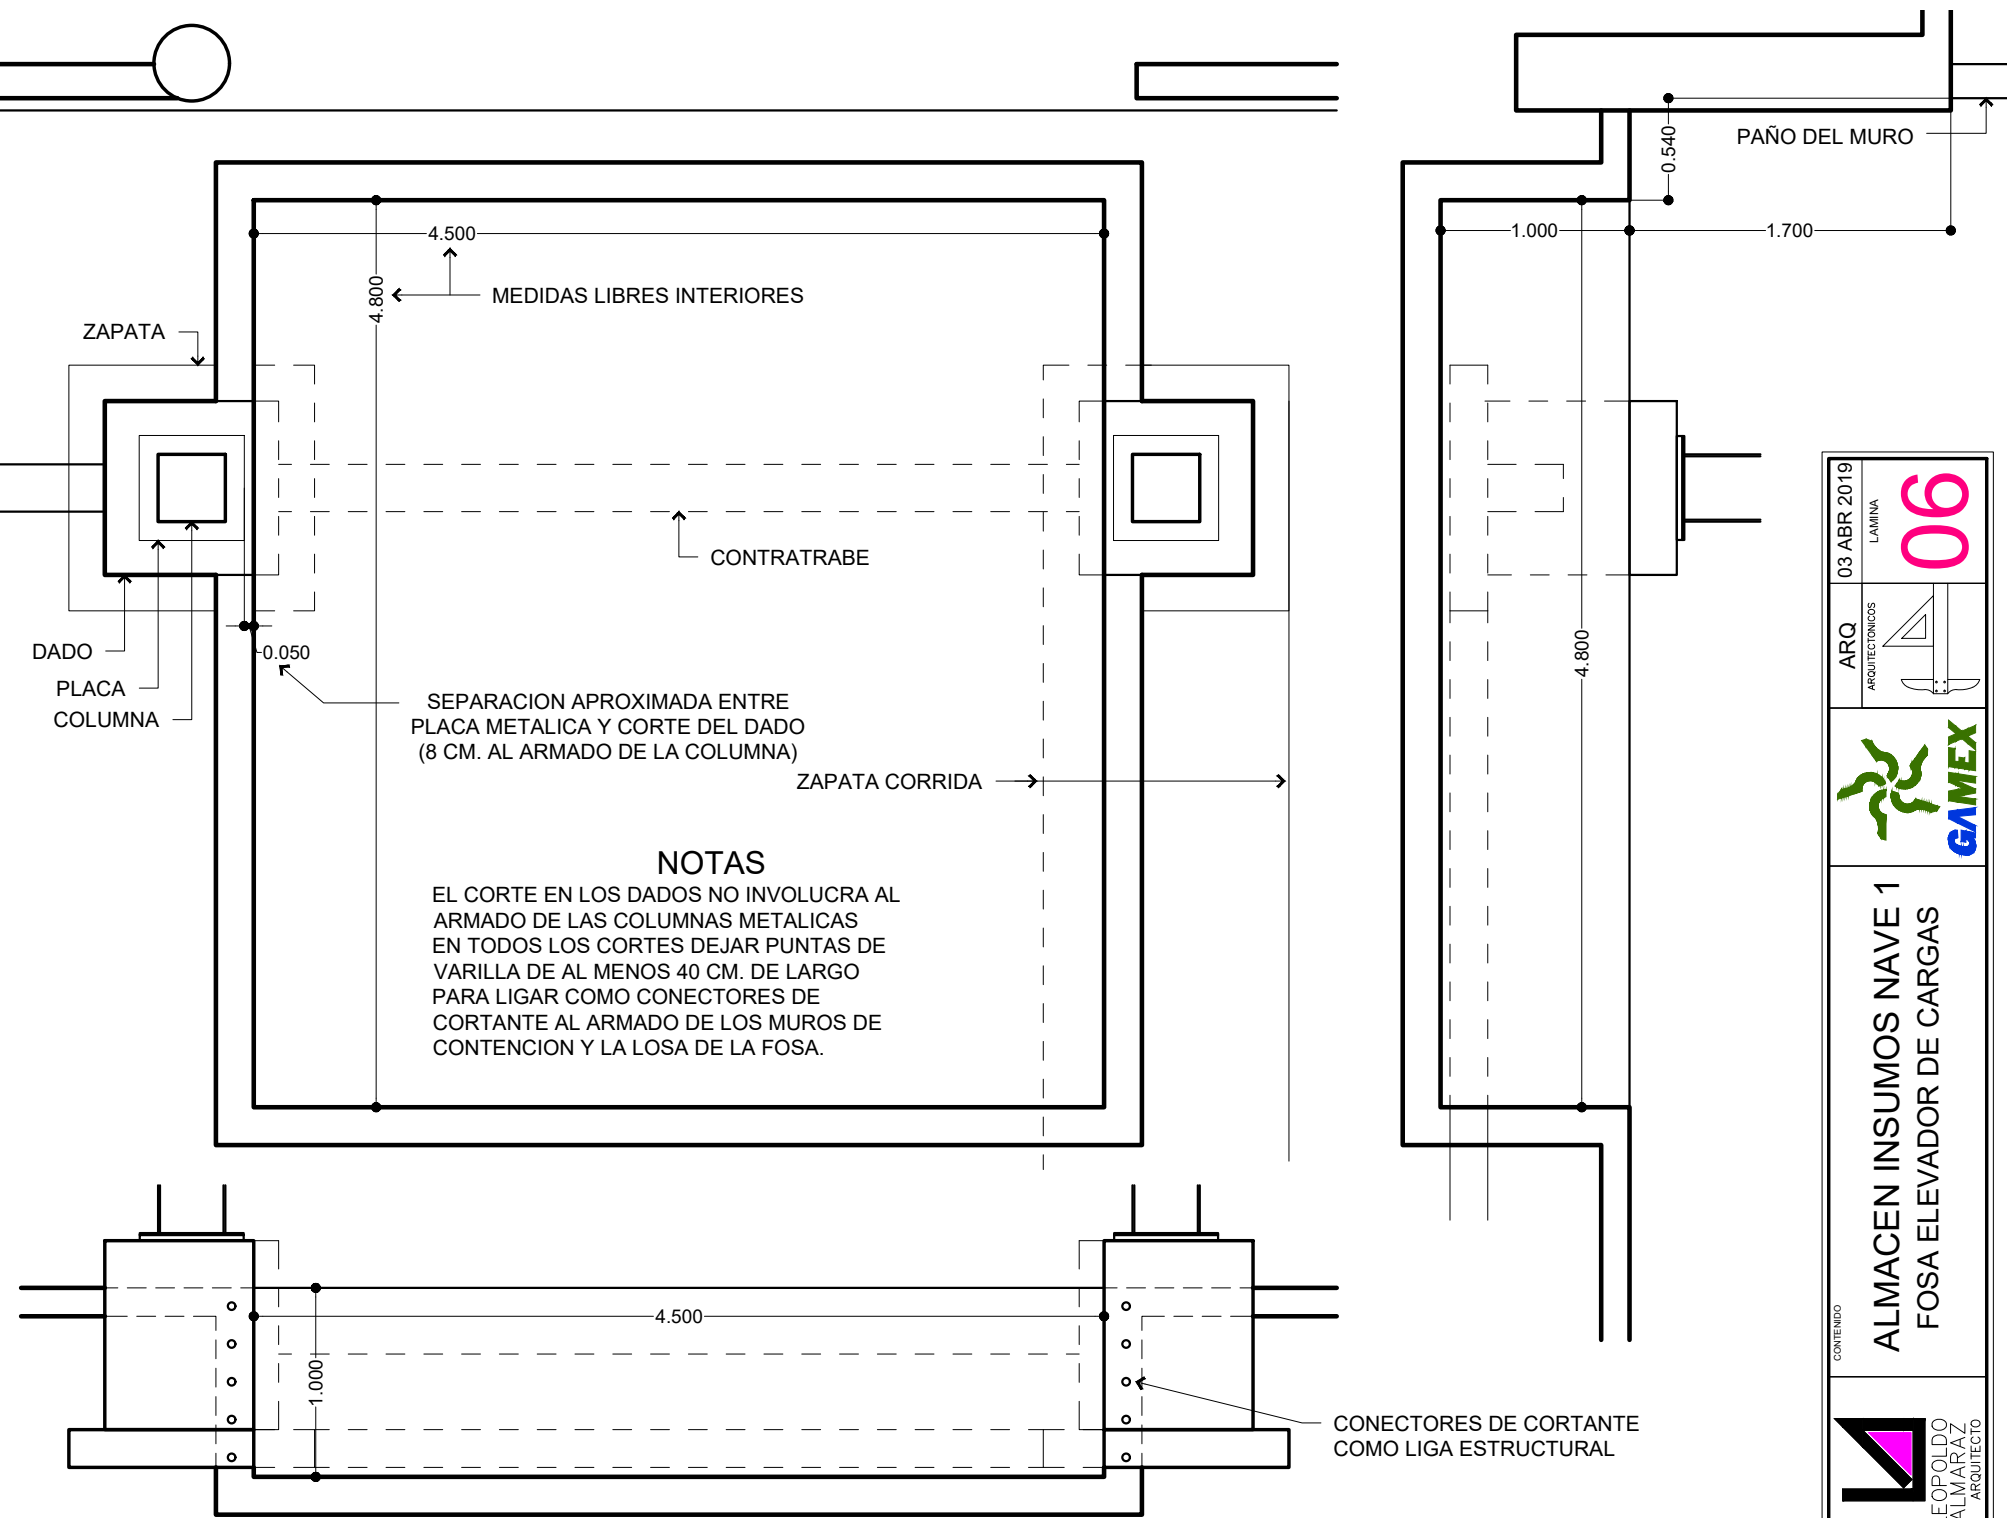 PAÑO DEL MURO
0.540
4.500
1.000
1.700
4.800
MEDIDAS LIBRES INTERIORES
ZAPATA
CONTRATRABE
DADO
0.050
PLACA
COLUMNA
SEPARACION APROXIMADA ENTRE
PLACA METALICA Y CORTE DEL DADO
(8 CM. AL ARMADO DE LA COLUMNA)
4.800
ZAPATA CORRIDA
NOTAS
EL CORTE EN LOS DADOS NO INVOLUCRA AL
ARMADO DE LAS COLUMNAS METALICAS
EN TODOS LOS CORTES DEJAR PUNTAS DE
VARILLA DE AL MENOS 40 CM. DE LARGO
PARA LIGAR COMO CONECTORES DE
CORTANTE AL ARMADO DE LOS MUROS DE
CONTENCION Y LA LOSA DE LA FOSA.
4.500
1.000
CONECTORES DE CORTANTE
COMO LIGA ESTRUCTURAL
03 ABR 2019
LAMINA
06
ARQ
ARQUITECTONICOS
GAMEX
CONTENIDO
ALMACEN INSUMOS NAVE 1
FOSA ELEVADOR DE CARGAS
LEOPOLDO
ALMARAZ
ARQUITECTO